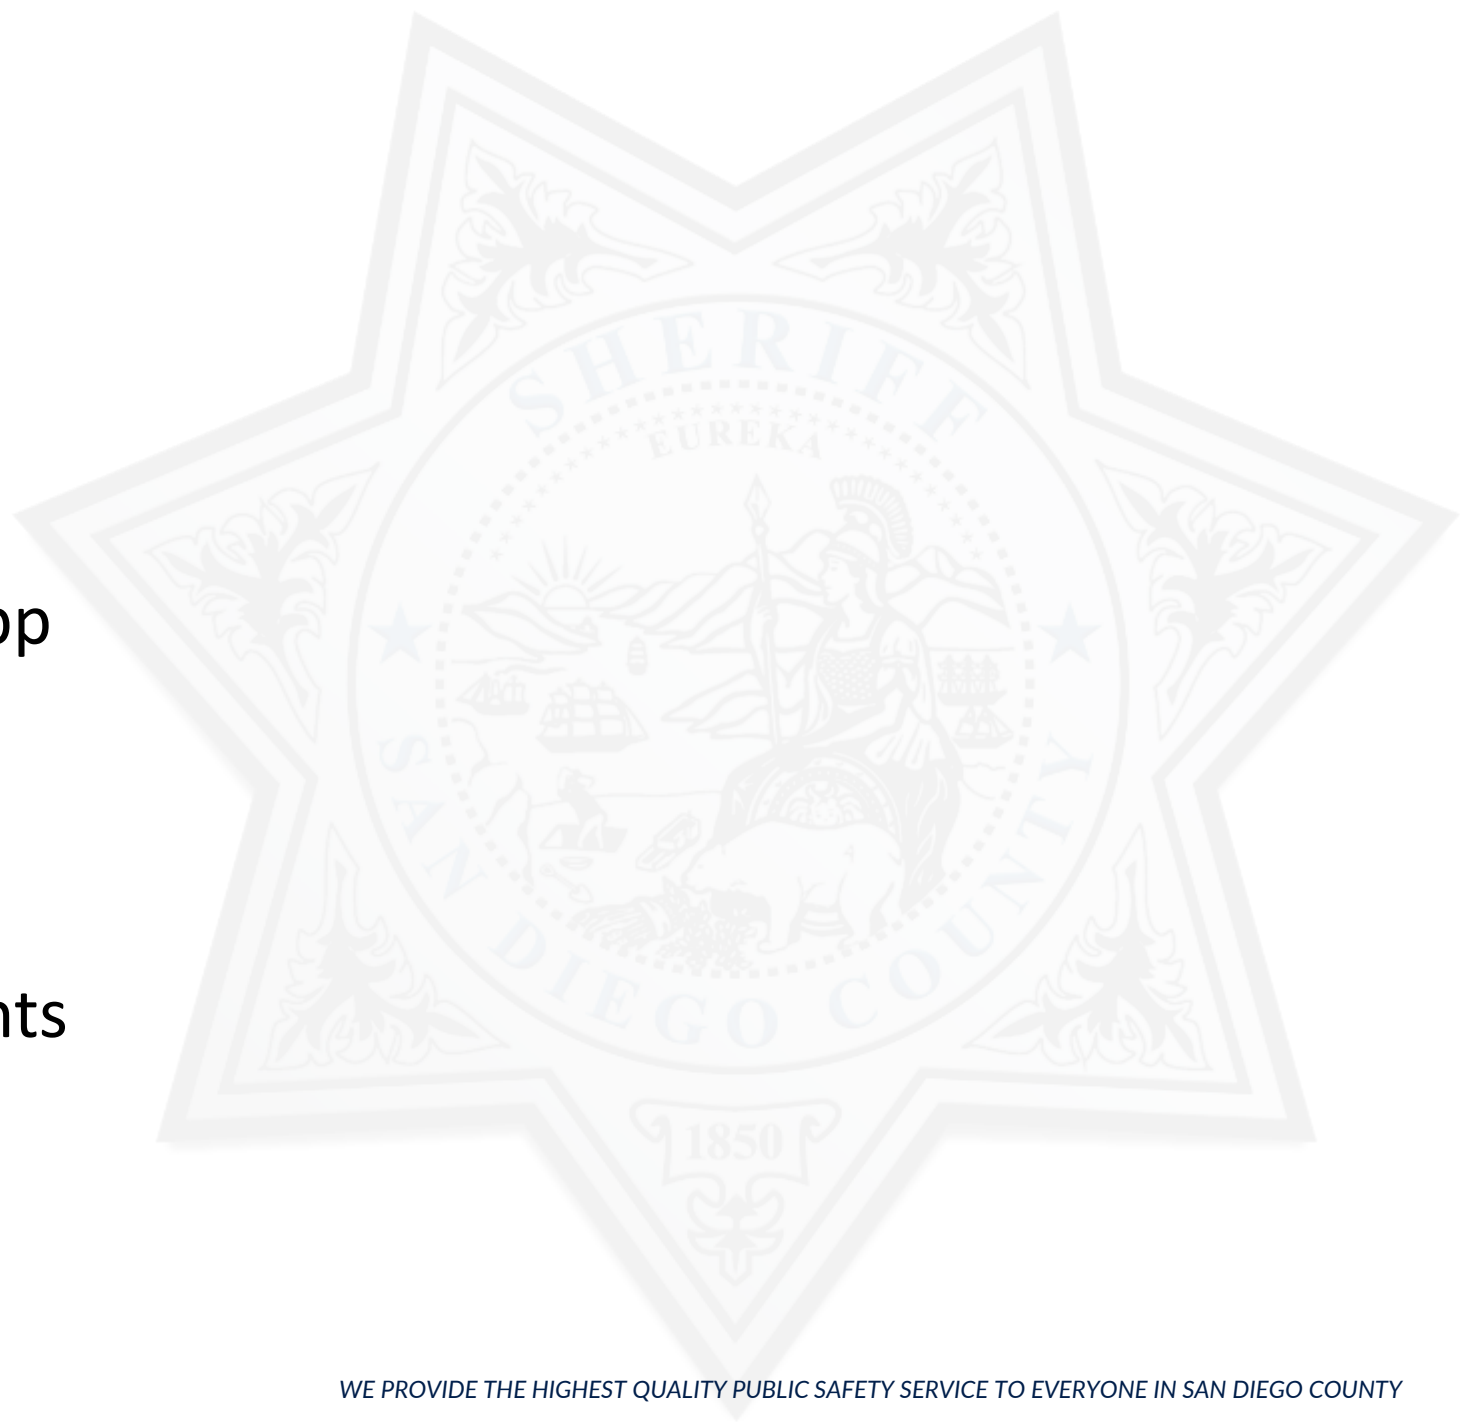 SHERIFF
EUREKA
pp
nts
SAN DIEGO COUNTY
1850
WE PROVIDE THE HIGHEST QUALITY PUBLIC SAFETY SERVICE TO EVERYONE IN SAN DIEGO COUNTY